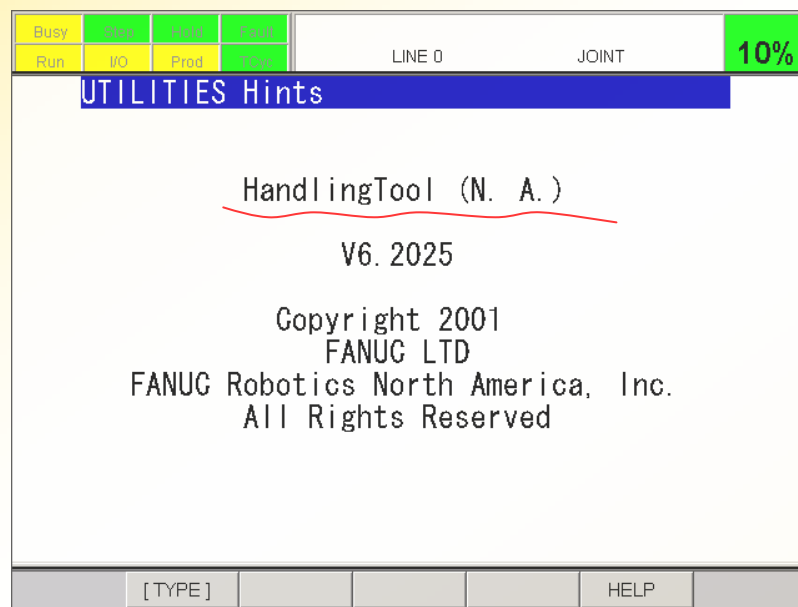 Busy Step Hold Fault
LINE 0 JOINT 10%
Run I/O Prod TCyc
UTILITIES Hints
HandlingTool (N. A.)
V6. 2025
Copyright 2001
FANUC LTD
FANUC Robotics North America, Inc.
All Rights Reserved
[ TYPE ] HELP